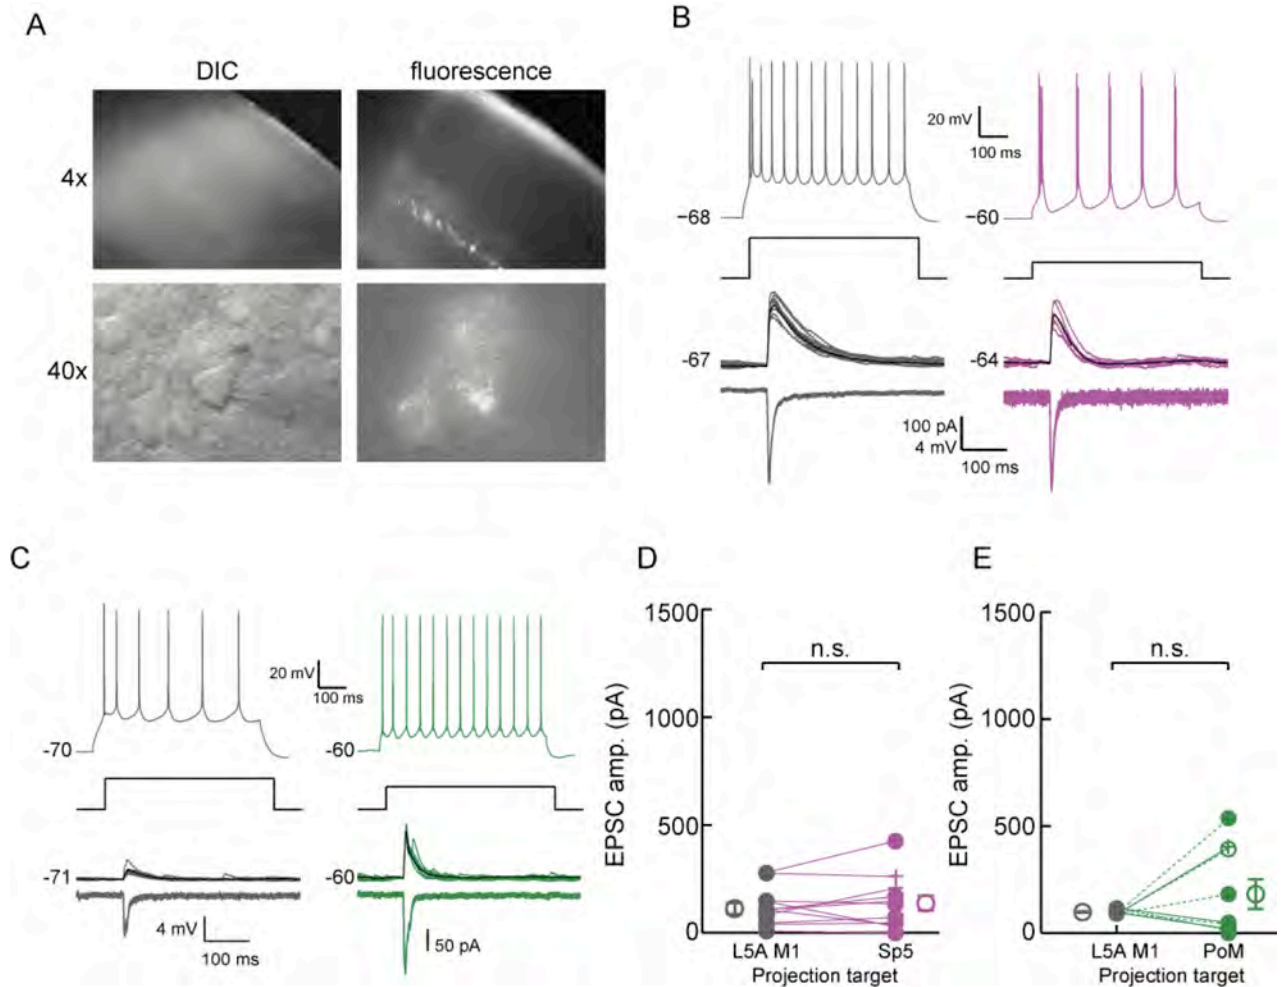 A
DIC
fluorescence
4x
40x
B
20 mV
100 ms
−68
−60
-67
-64
100 pA
4 mV
100 ms
C
20 mV
100 ms
-70
-60
-71
-60
4 mV
100 ms
50 pA
D
1500
n.s.
1000
500
0
EPSC amp. (pA)
L5A M1
Sp5
Projection target
E
1500
n.s.
1000
500
0
EPSC amp. (pA)
L5A M1
PoM
Projection target